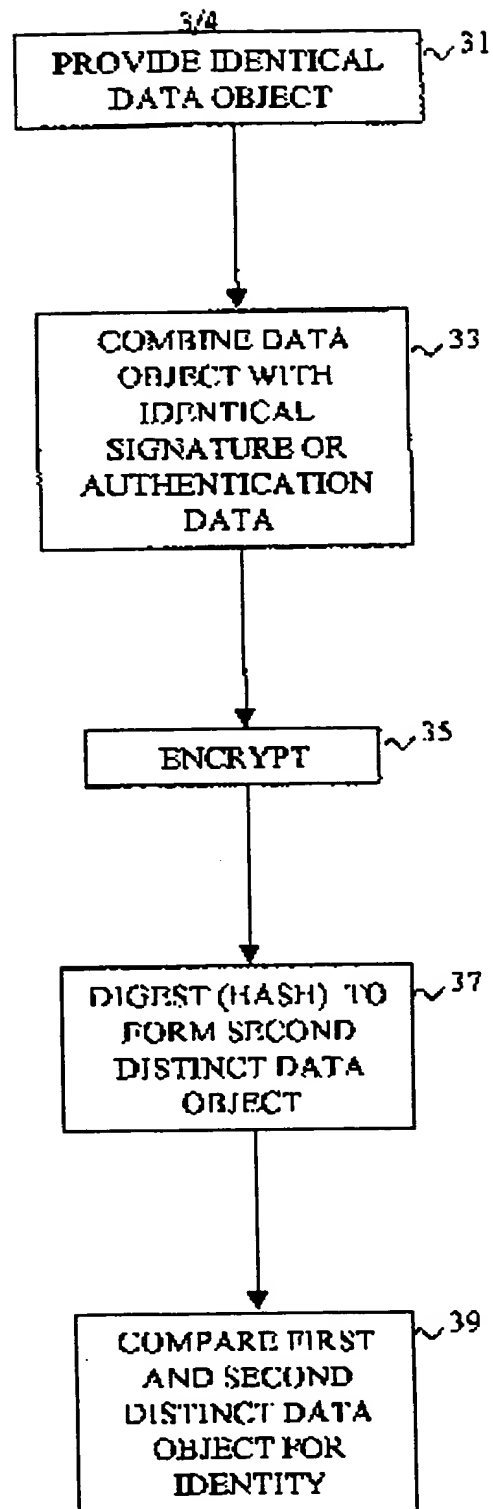 3/4
PROVIDE IDENTICAL
DATA OBJECT
31
COMBINE DATA
OBJECT WITH
IDENTICAL
SIGNATURE OR
AUTHENTICATION
DATA
33
ENCRYPT
35
DIGEST (HASH) TO
FORM SECOND
DISTINCT DATA
OBJECT
37
COMPARE FIRST
AND SECOND
DISTINCT DATA
OBJECT FOR
IDENTITY
39